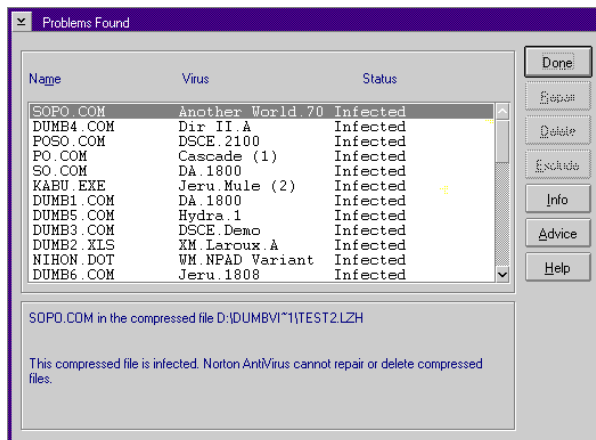 Problems Found
Name Virus Status
SOPO.COM Another World.70 Infected
DUMB4.COM Dir II.A Infected
POSO.COM DSCE.2100 Infected
PO.COM Cascade (1) Infected
SO.COM DA.1800 Infected
KABU.EXE Jeru.Mule (2) Infected
DUMB1.COM DA.1800 Infected
DUMB5.COM Hydra.1 Infected
DUMB3.COM DSCE.Demo Infected
DUMB2.XLS XM.Laroux.A Infected
NIHON.DOT WM.NPAD Variant Infected
DUMB6.COM Jeru.1808 Infected
SOPO.COM in the compressed file D:\DUMBVI~1\TEST2.LZH
This compressed file is infected. Norton AntiVirus cannot repair or delete compressed
files.
Done
Repair
Delete
Exclude
Info
Advice
Help